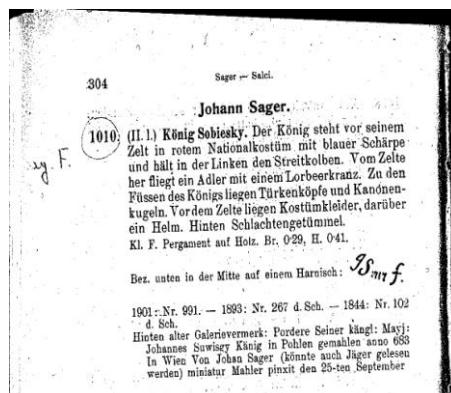 304
Sager — Salci.
Johann Sager.
1010. (II. 1.) König Sobiesky. Der König steht vor seinem
Zelt in rotem Nationalkostüm mit blauer Schärpe
und hält in der Linken den Streitkolben. Vom Zelte
her fliegt ein Adler mit einem Lorbeerkranz. Zu den
Füssen des Königs liegen Türkenköpfe und Kanonen-
kugeln. Vor dem Zelte liegen Kostümkleider, darüber
ein Helm. Hinten Schlachtengetümmel.
Kl. F. Pergament auf Holz. Br. 0·29, H. 0·41.
Bez. unten in der Mitte auf einem Harnisch:
1901: Nr. 991. — 1893: Nr. 267 d. Sch. — 1844: Nr. 102
d. Sch.
Hinten alter Galerievermerk: Pordere Seiner kängl: Mayj:
Johannes Suwisgy Känig in Pohlen gemahlen anno 683
In Wien Von Johan Sager (könnte auch Jäger gelesen
werden) miniatur Mahler pinxit den 25-ten September